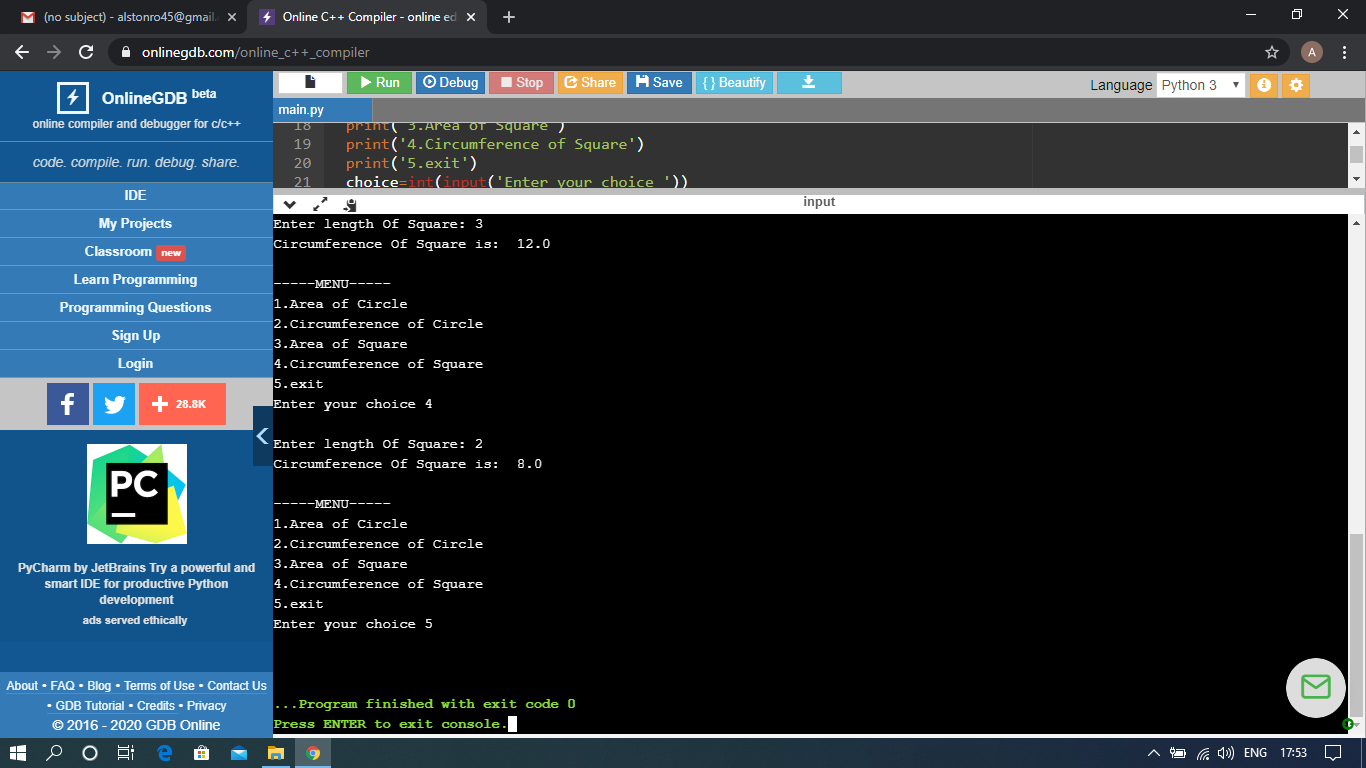 (no subject) - alstonro45@gmail.
Online C++ Compiler - online ed
onlinegdb.com/online_c++_compiler
A
OnlineGDB beta
online compiler and debugger for c/c++
code. compile. run. debug. share.
IDE
My Projects
Classroom new
Learn Programming
Programming Questions
Sign Up
Login
28.8K
PC
PyCharm by JetBrains Try a powerful and
smart IDE for productive Python
development
ads served ethically
About • FAQ • Blog • Terms of Use • Contact Us
• GDB Tutorial • Credits • Privacy
© 2016 - 2020 GDB Online
Run Debug Stop Share Save { } Beautify
Language Python 3
main.py
18 print('3.Area of Square')
19 print('4.Circumference of Square')
20 print('5.exit')
21 choice=int(input('Enter your choice '))
input
Enter length Of Square: 3
Circumference Of Square is:  12.0
-----MENU-----
1.Area of Circle
2.Circumference of Circle
3.Area of Square
4.Circumference of Square
5.exit
Enter your choice 4
Enter length Of Square: 2
Circumference Of Square is:  8.0
-----MENU-----
1.Area of Circle
2.Circumference of Circle
3.Area of Square
4.Circumference of Square
5.exit
Enter your choice 5
...Program finished with exit code 0
Press ENTER to exit console.
ENG 17:53